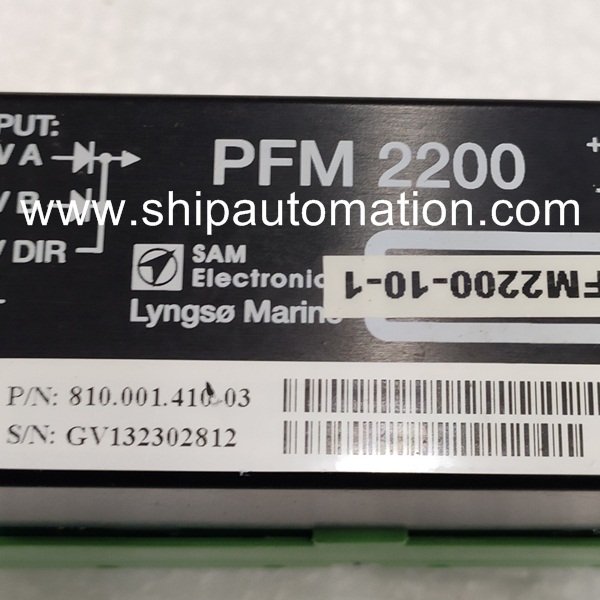 PUT:
V A
PFM 2200
V B
www.shipautomation.com
V DIR
SAM
Electronic
FM2200-10-1
Lyngsø Marine
P/N: 810.001.410-03
S/N: GV132302812